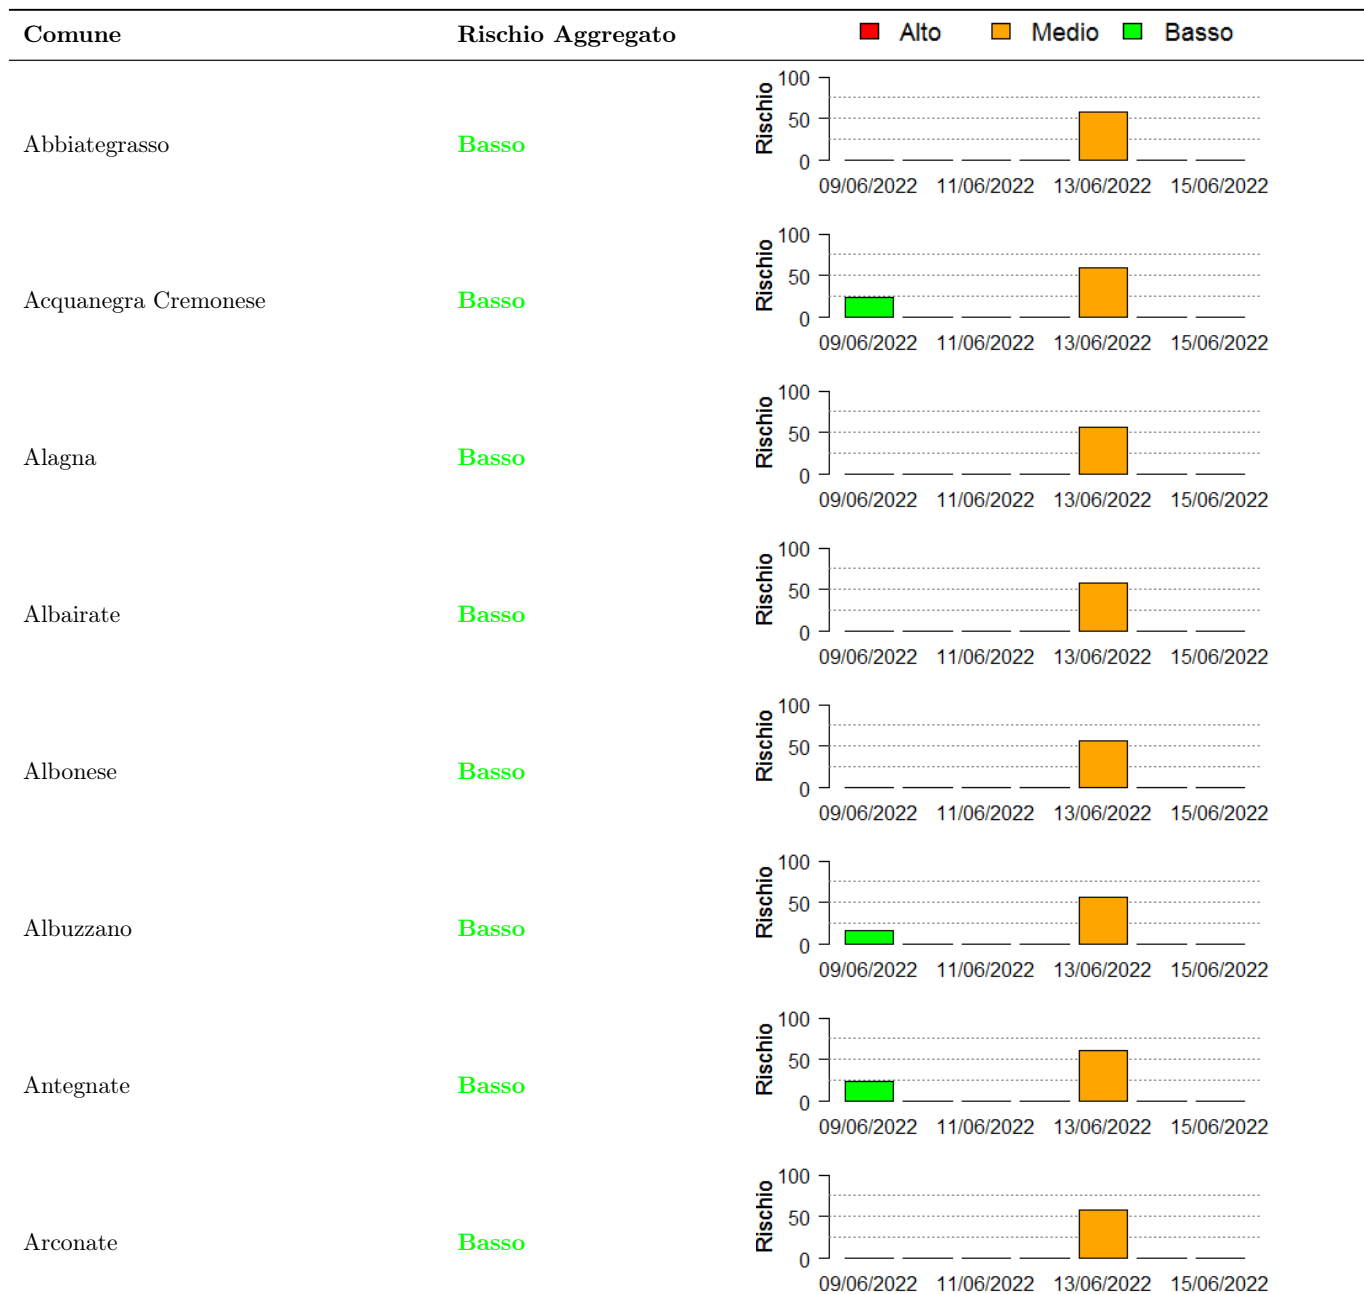 Comune Rischio Aggregato Alto Medio Basso
Abbiategrasso Basso
Rischio
100
50
0
09/06/2022 11/06/2022 13/06/2022 15/06/2022
Acquanegra Cremonese Basso
Rischio
100
50
0
09/06/2022 11/06/2022 13/06/2022 15/06/2022
Alagna Basso
Rischio
100
50
0
09/06/2022 11/06/2022 13/06/2022 15/06/2022
Albairate Basso
Rischio
100
50
0
09/06/2022 11/06/2022 13/06/2022 15/06/2022
Albonese Basso
Rischio
100
50
0
09/06/2022 11/06/2022 13/06/2022 15/06/2022
Albuzzano Basso
Rischio
100
50
0
09/06/2022 11/06/2022 13/06/2022 15/06/2022
Antegnate Basso
Rischio
100
50
0
09/06/2022 11/06/2022 13/06/2022 15/06/2022
Arconate Basso
Rischio
100
50
0
09/06/2022 11/06/2022 13/06/2022 15/06/2022